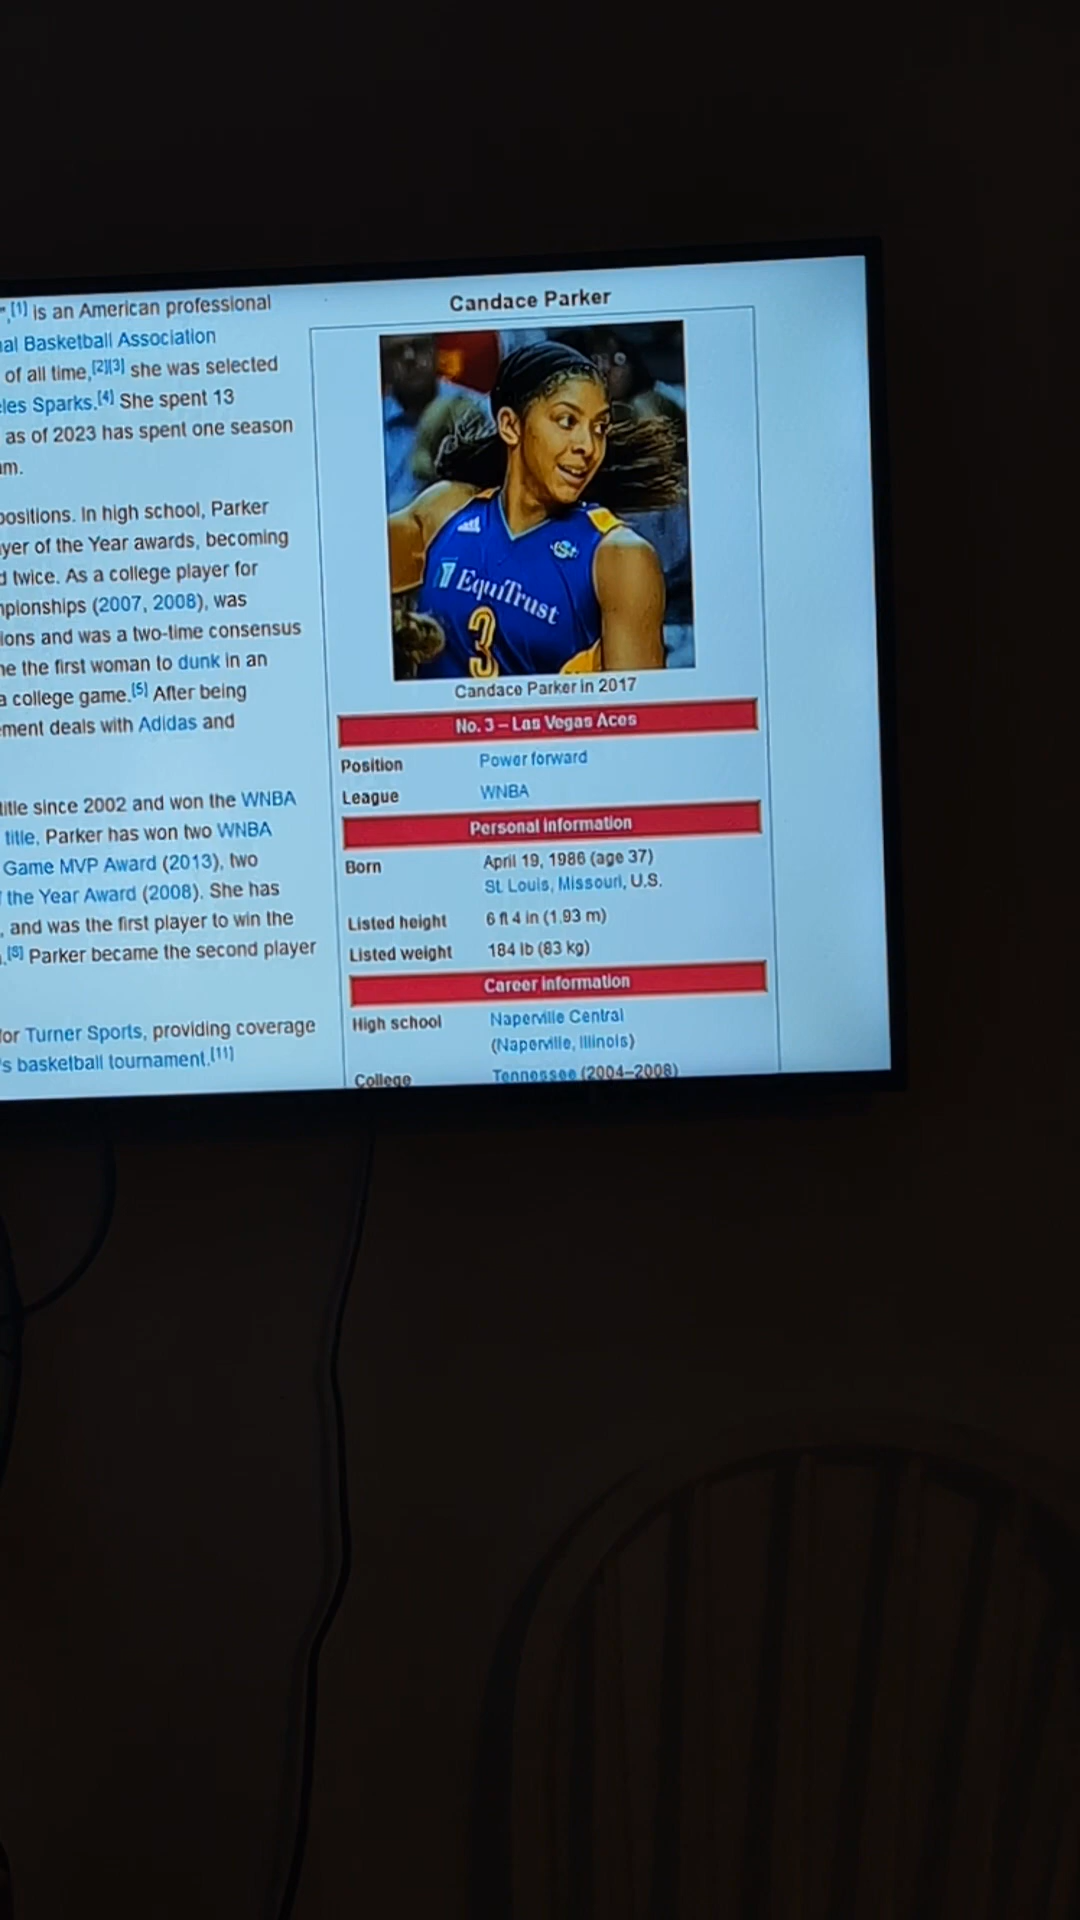 ,[1] is an American professional
al Basketball Association
of all time,[2][3] she was selected
les Sparks.[4] She spent 13
as of 2023 has spent one season
m.
positions. In high school, Parker
yer of the Year awards, becoming
d twice. As a college player for
mpionships (2007, 2008), was
ions and was a two-time consensus
me the first woman to dunk in an
a college game.[5] After being
ement deals with Adidas and
title since 2002 and won the WNBA
title, Parker has won two WNBA
Game MVP Award (2013), two
the Year Award (2008). She has
, and was the first player to win the
.[5] Parker became the second player
for Turner Sports, providing coverage
's basketball tournament.[11]
Candace Parker
EquiTrust
3
Candace Parker in 2017
No. 3 – Las Vegas Aces
Position Power forward
League WNBA
Personal information
Born April 19, 1986 (age 37)
St. Louis, Missouri, U.S.
Listed height 6 ft 4 in (1.93 m)
Listed weight 184 lb (83 kg)
Career information
High school Naperville Central
(Naperville, Illinois)
College Tennessee (2004–2008)